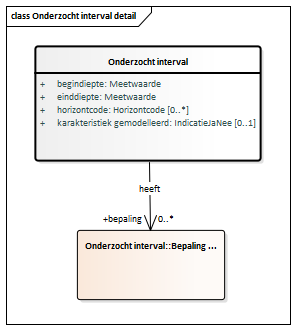 class Onderzocht interval detail
Onderzocht interval
+ begindiepte: Meetwaarde
+ einddiepte: Meetwaarde
+ horizontcode: Horizontcode [0..*]
+ karakteristiek gemodelleerd: IndicatieJaNee [0..1]
heeft
+bepaling 0..*
Onderzocht interval::Bepaling ...